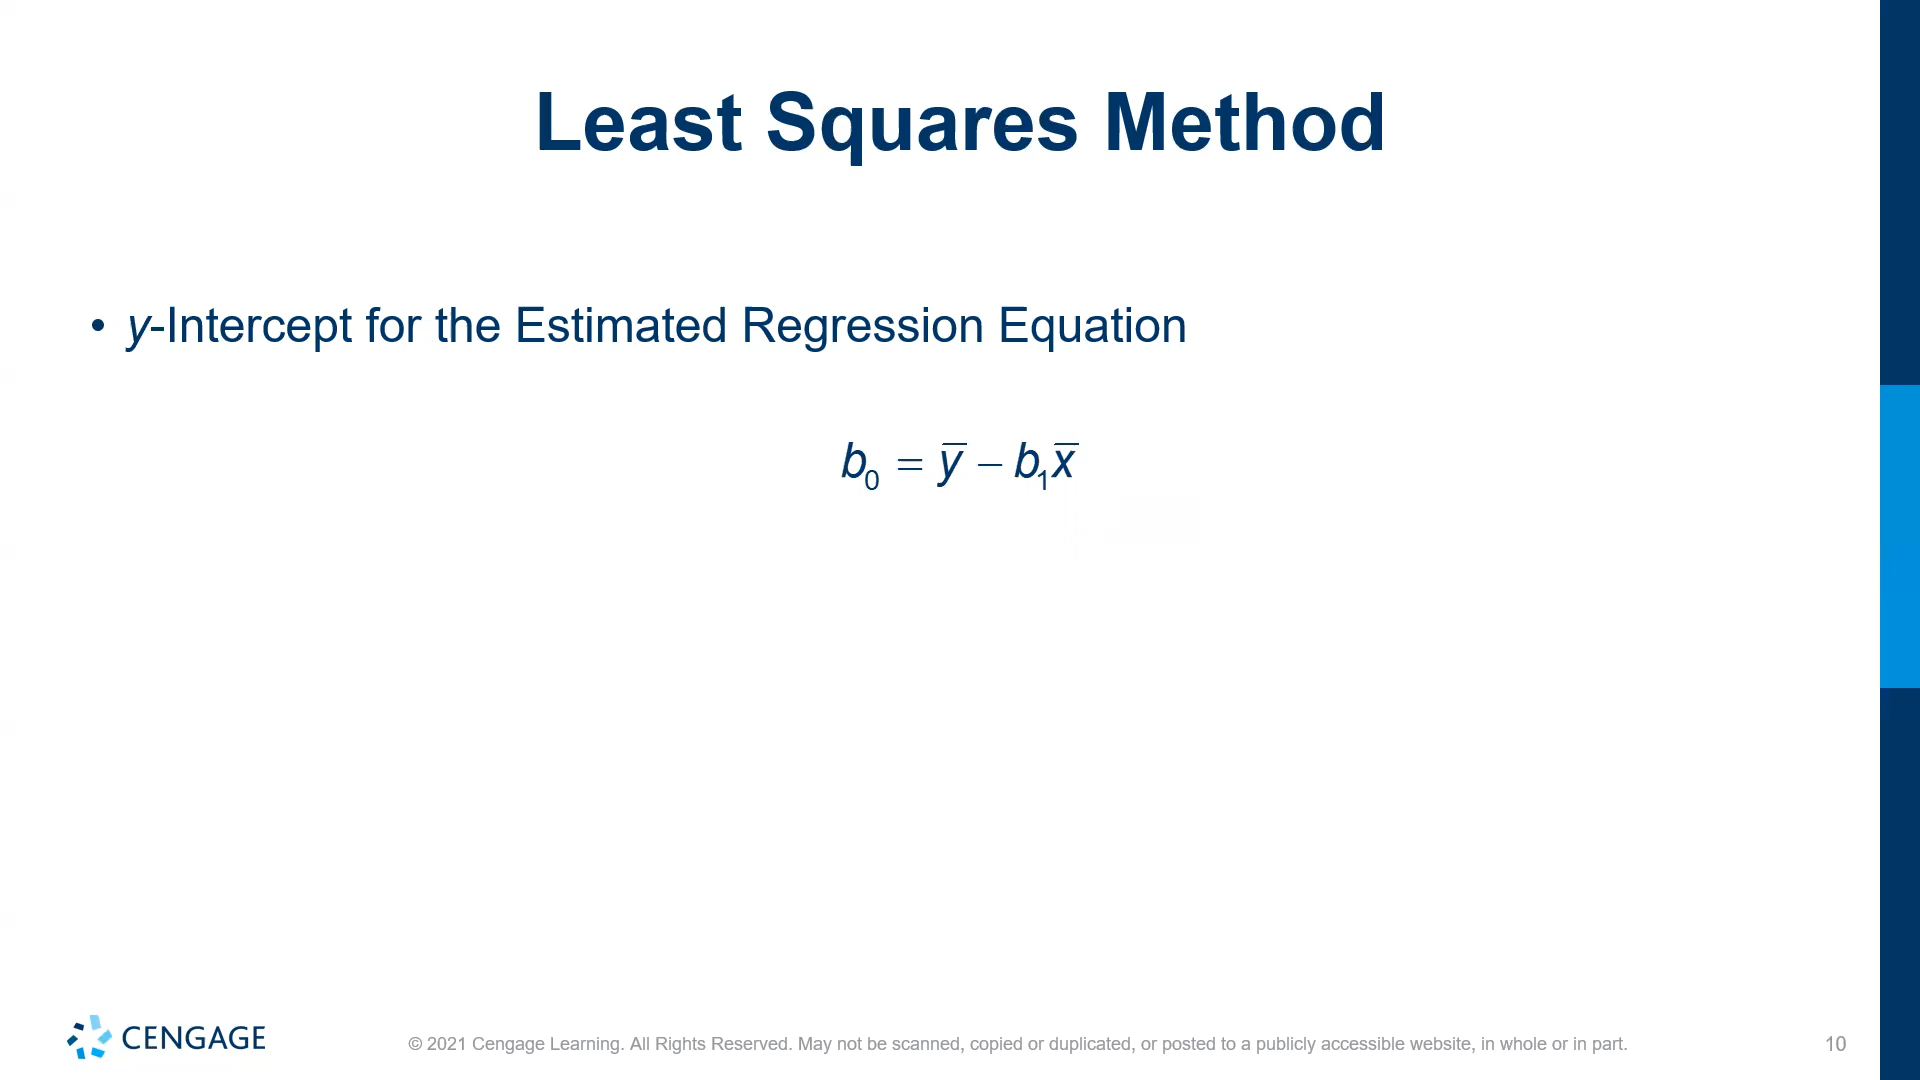 Least Squares Method
• y-Intercept for the Estimated Regression Equation
b₀ = y̅ − b₁x̅
CENGAGE
© 2021 Cengage Learning. All Rights Reserved. May not be scanned, copied or duplicated, or posted to a publicly accessible website, in whole or in part.
10